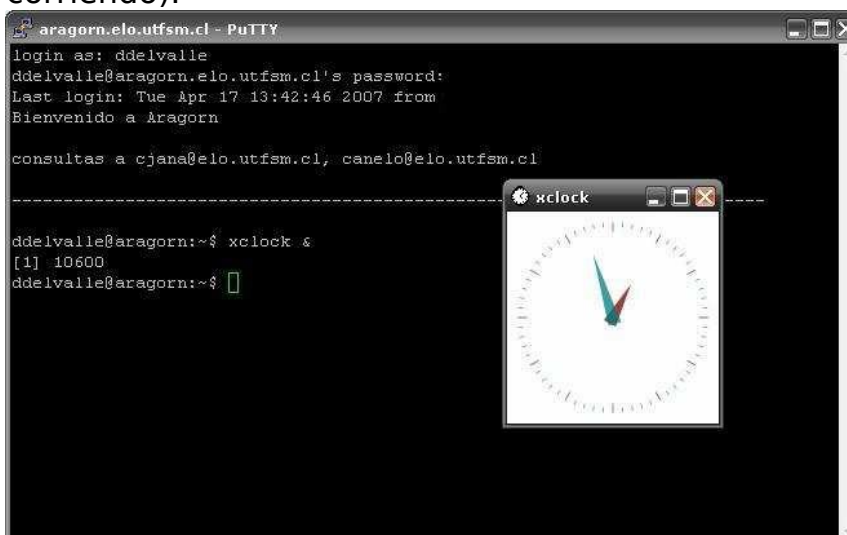 corriendo).
aragorn.elo.utfsm.cl - PuTTY
login as: ddelvalle
ddelvalle@aragorn.elo.utfsm.cl's password:
Last login: Tue Apr 17 13:42:46 2007 from
Bienvenido a Aragorn
consultas a cjana@elo.utfsm.cl, canelo@elo.utfsm.cl
------------------------------------------------------------
xclock
ddelvalle@aragorn:~$ xclock &
[1] 10600
ddelvalle@aragorn:~$